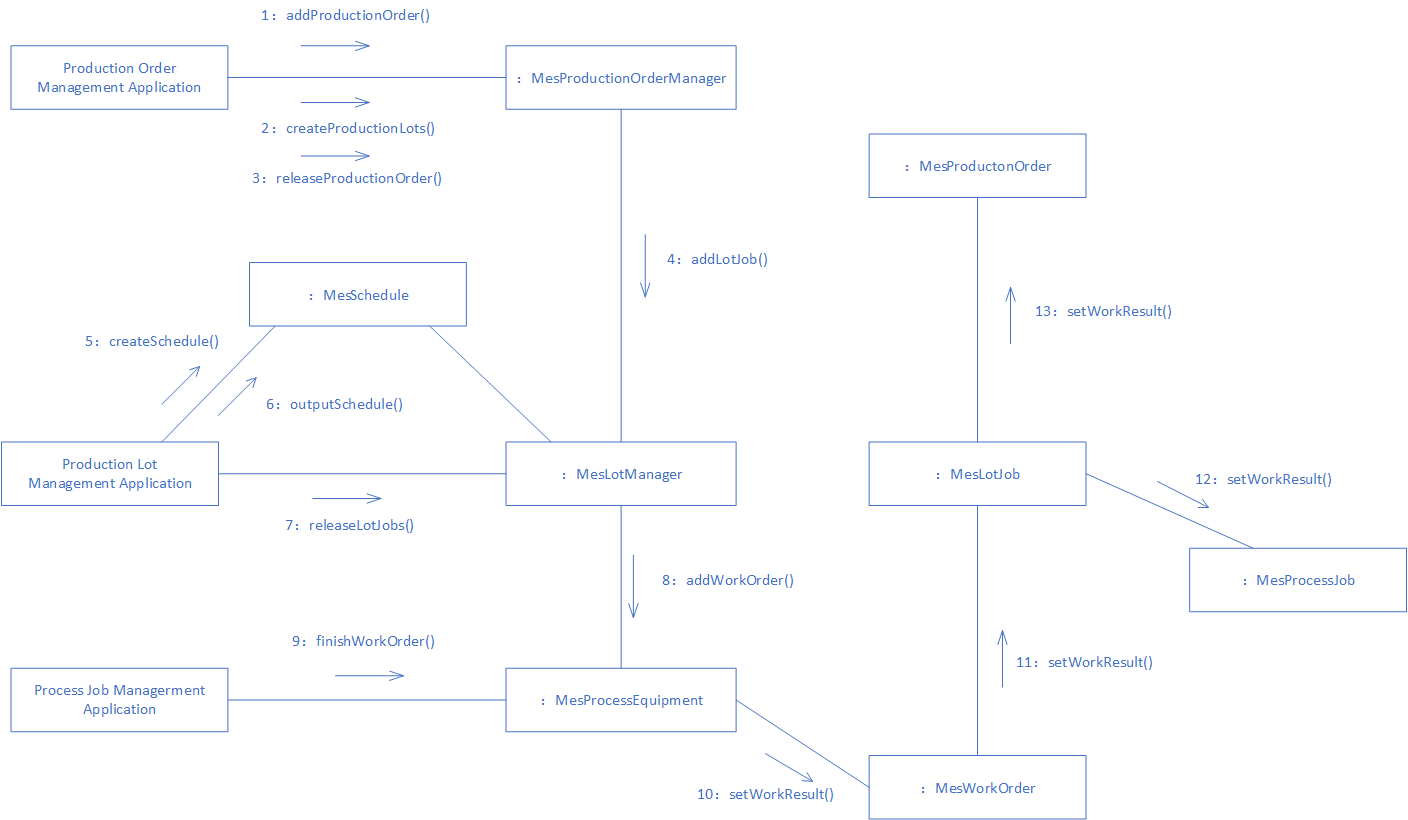 1：addProductionOrder()
Production Order
Management Application
：MesProductionOrderManager
2：createProductionLots()
3：releaseProductionOrder()
：MesProductonOrder
4：addLotJob()
：MesSchedule
13：setWorkResult()
5：createSchedule()
6：outputSchedule()
Production Lot
Management Application
：MesLotManager
：MesLotJob
12：setWorkResult()
7：releaseLotJobs()
8：addWorkOrder()
：MesProcessJob
9：finishWorkOrder()
11：setWorkResult()
Process Job Managerment
Application
：MesProcessEquipment
10：setWorkResult()
：MesWorkOrder